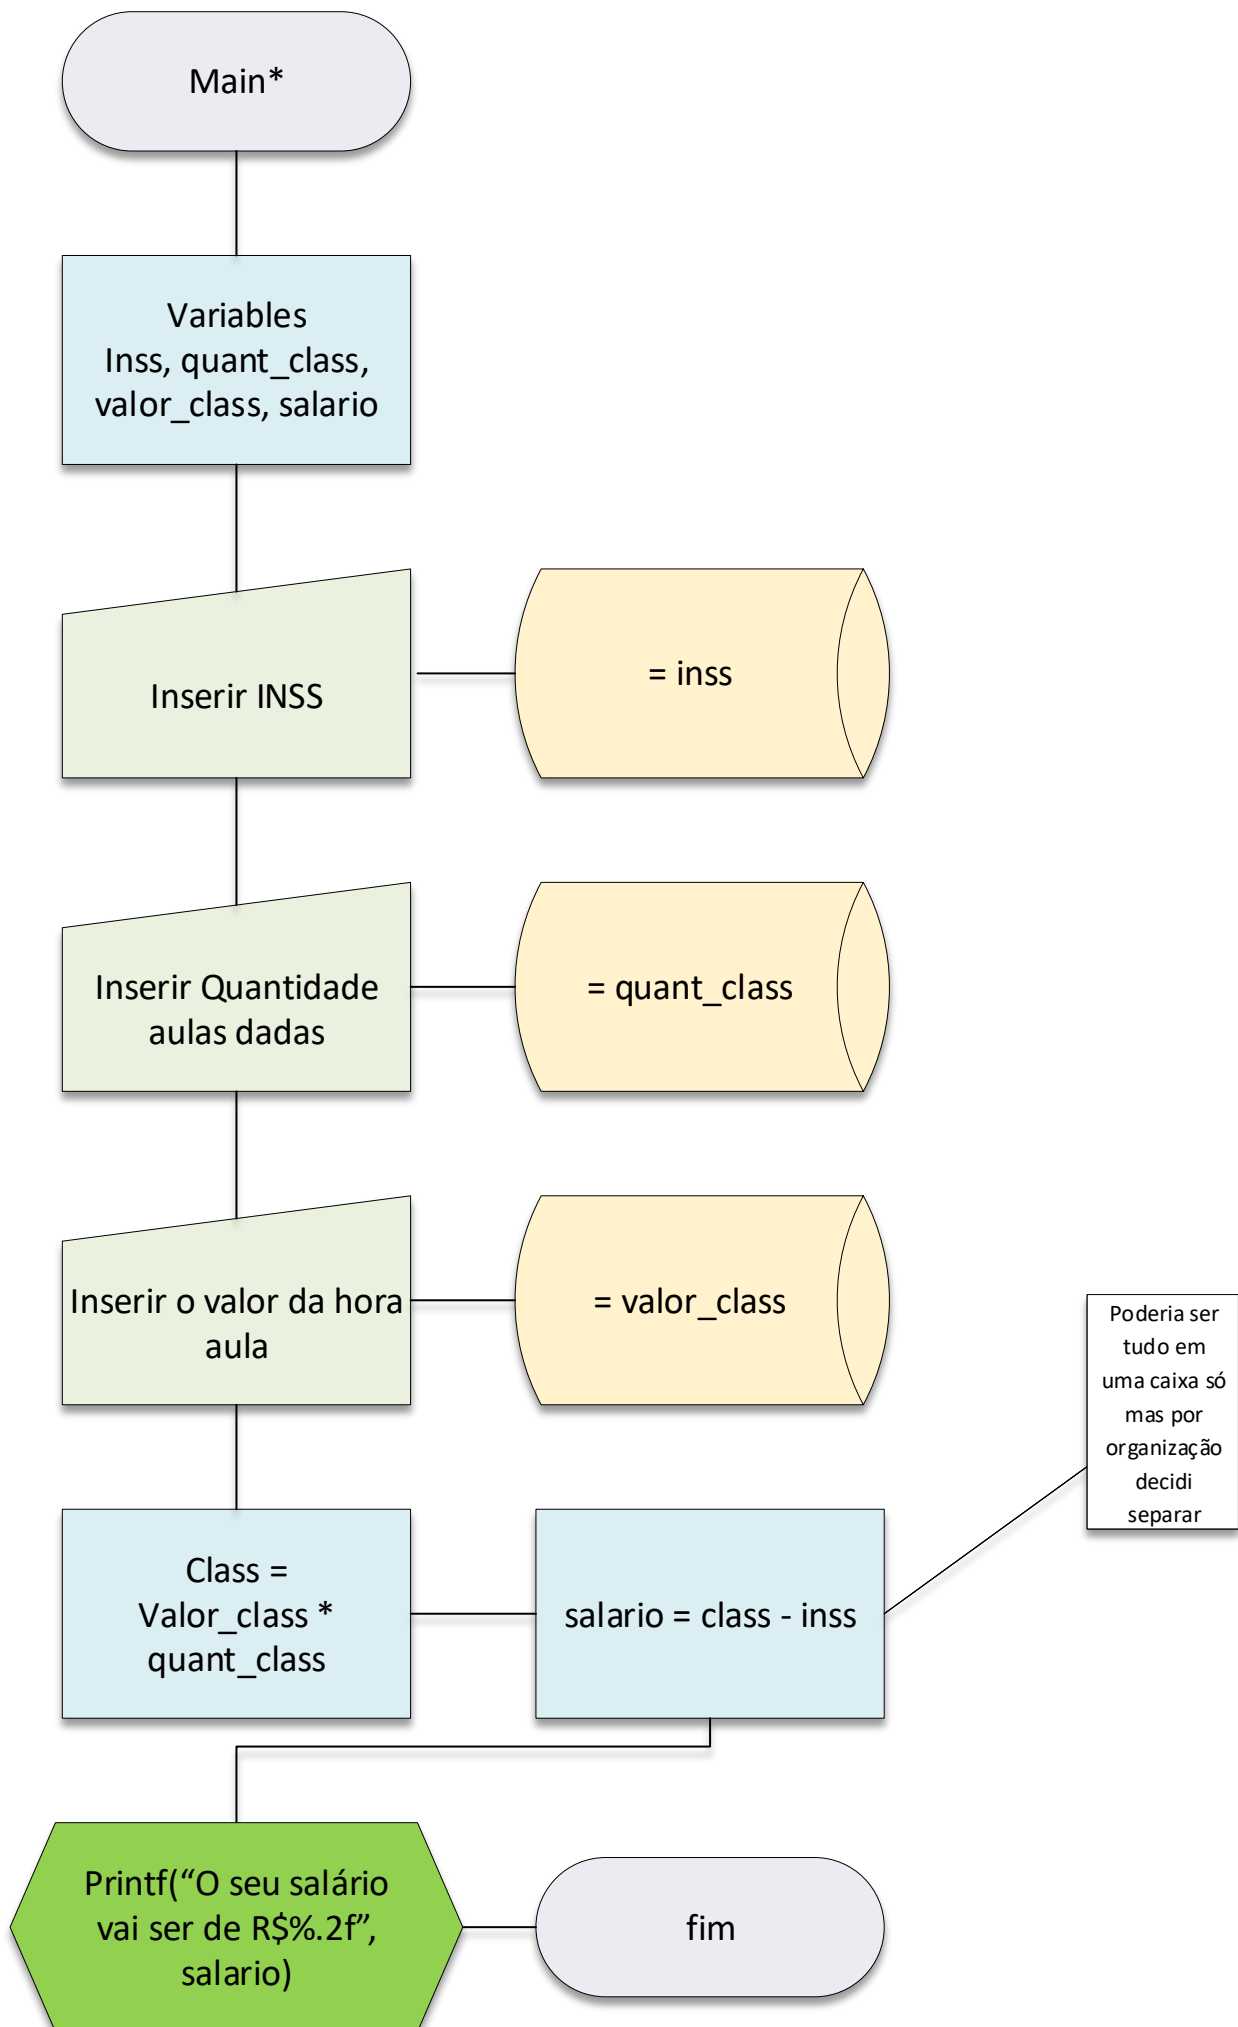 Main*
Variables
Inss, quant_class,
valor_class, salario
Inserir INSS
= inss
Inserir Quantidade
aulas dadas
= quant_class
Inserir o valor da hora
aula
= valor_class
Poderia ser
tudo em
uma caixa só
mas por
organização
decidi
separar
Class =
Valor_class *
quant_class
salario = class - inss
Printf(“O seu salário
vai ser de R$%.2f”,
salario)
fim